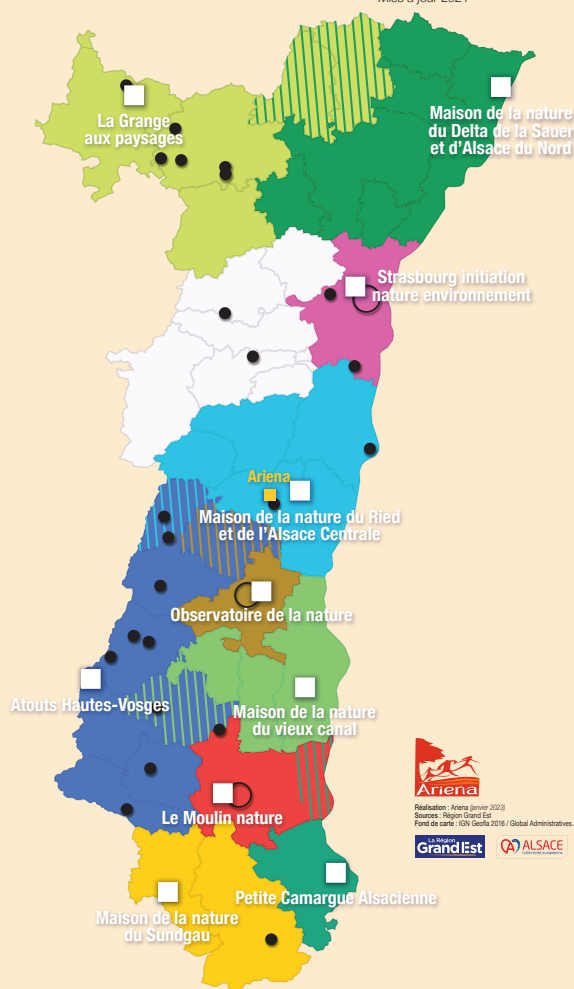 Mise à jour 2021
La Grange
aux paysages
Maison de la nature
du Delta de la Sauer
et d'Alsace du Nord
Strasbourg initiation
nature environnement
Ariena
Maison de la nature du Ried
et de l'Alsace Centrale
Observatoire de la nature
Atouts Hautes-Vosges
Maison de la nature
du vieux canal
Le Moulin nature
Petite Camargue Alsacienne
Maison de la nature
du Sundgau
Ariena
Réalisation : Ariena (janvier 2023)
Sources : Région Grand Est
Fond de carte : IGN Geofla 2016 / Global Administratives
La Région
Grand Est
ALSACE
Collectivité européenne